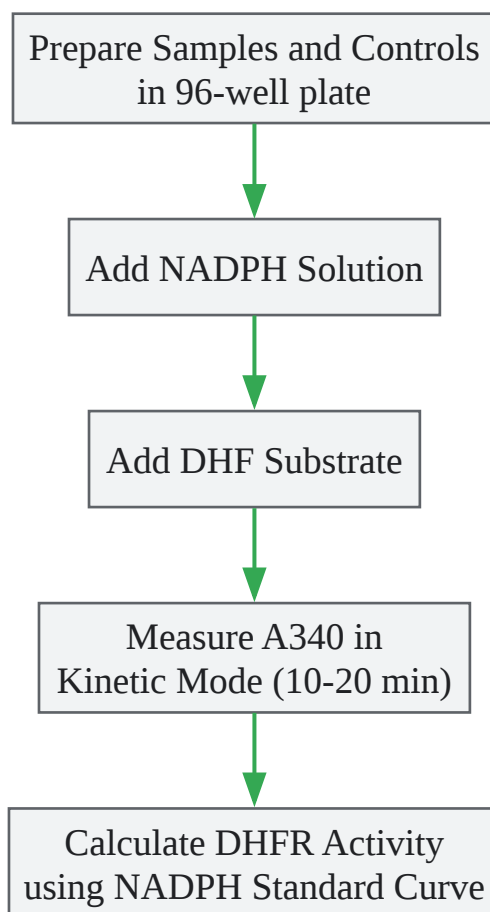 Prepare Samples and Controls
in 96-well plate
Add NADPH Solution
Add DHF Substrate
Measure A340 in
Kinetic Mode (10-20 min)
Calculate DHFR Activity
using NADPH Standard Curve